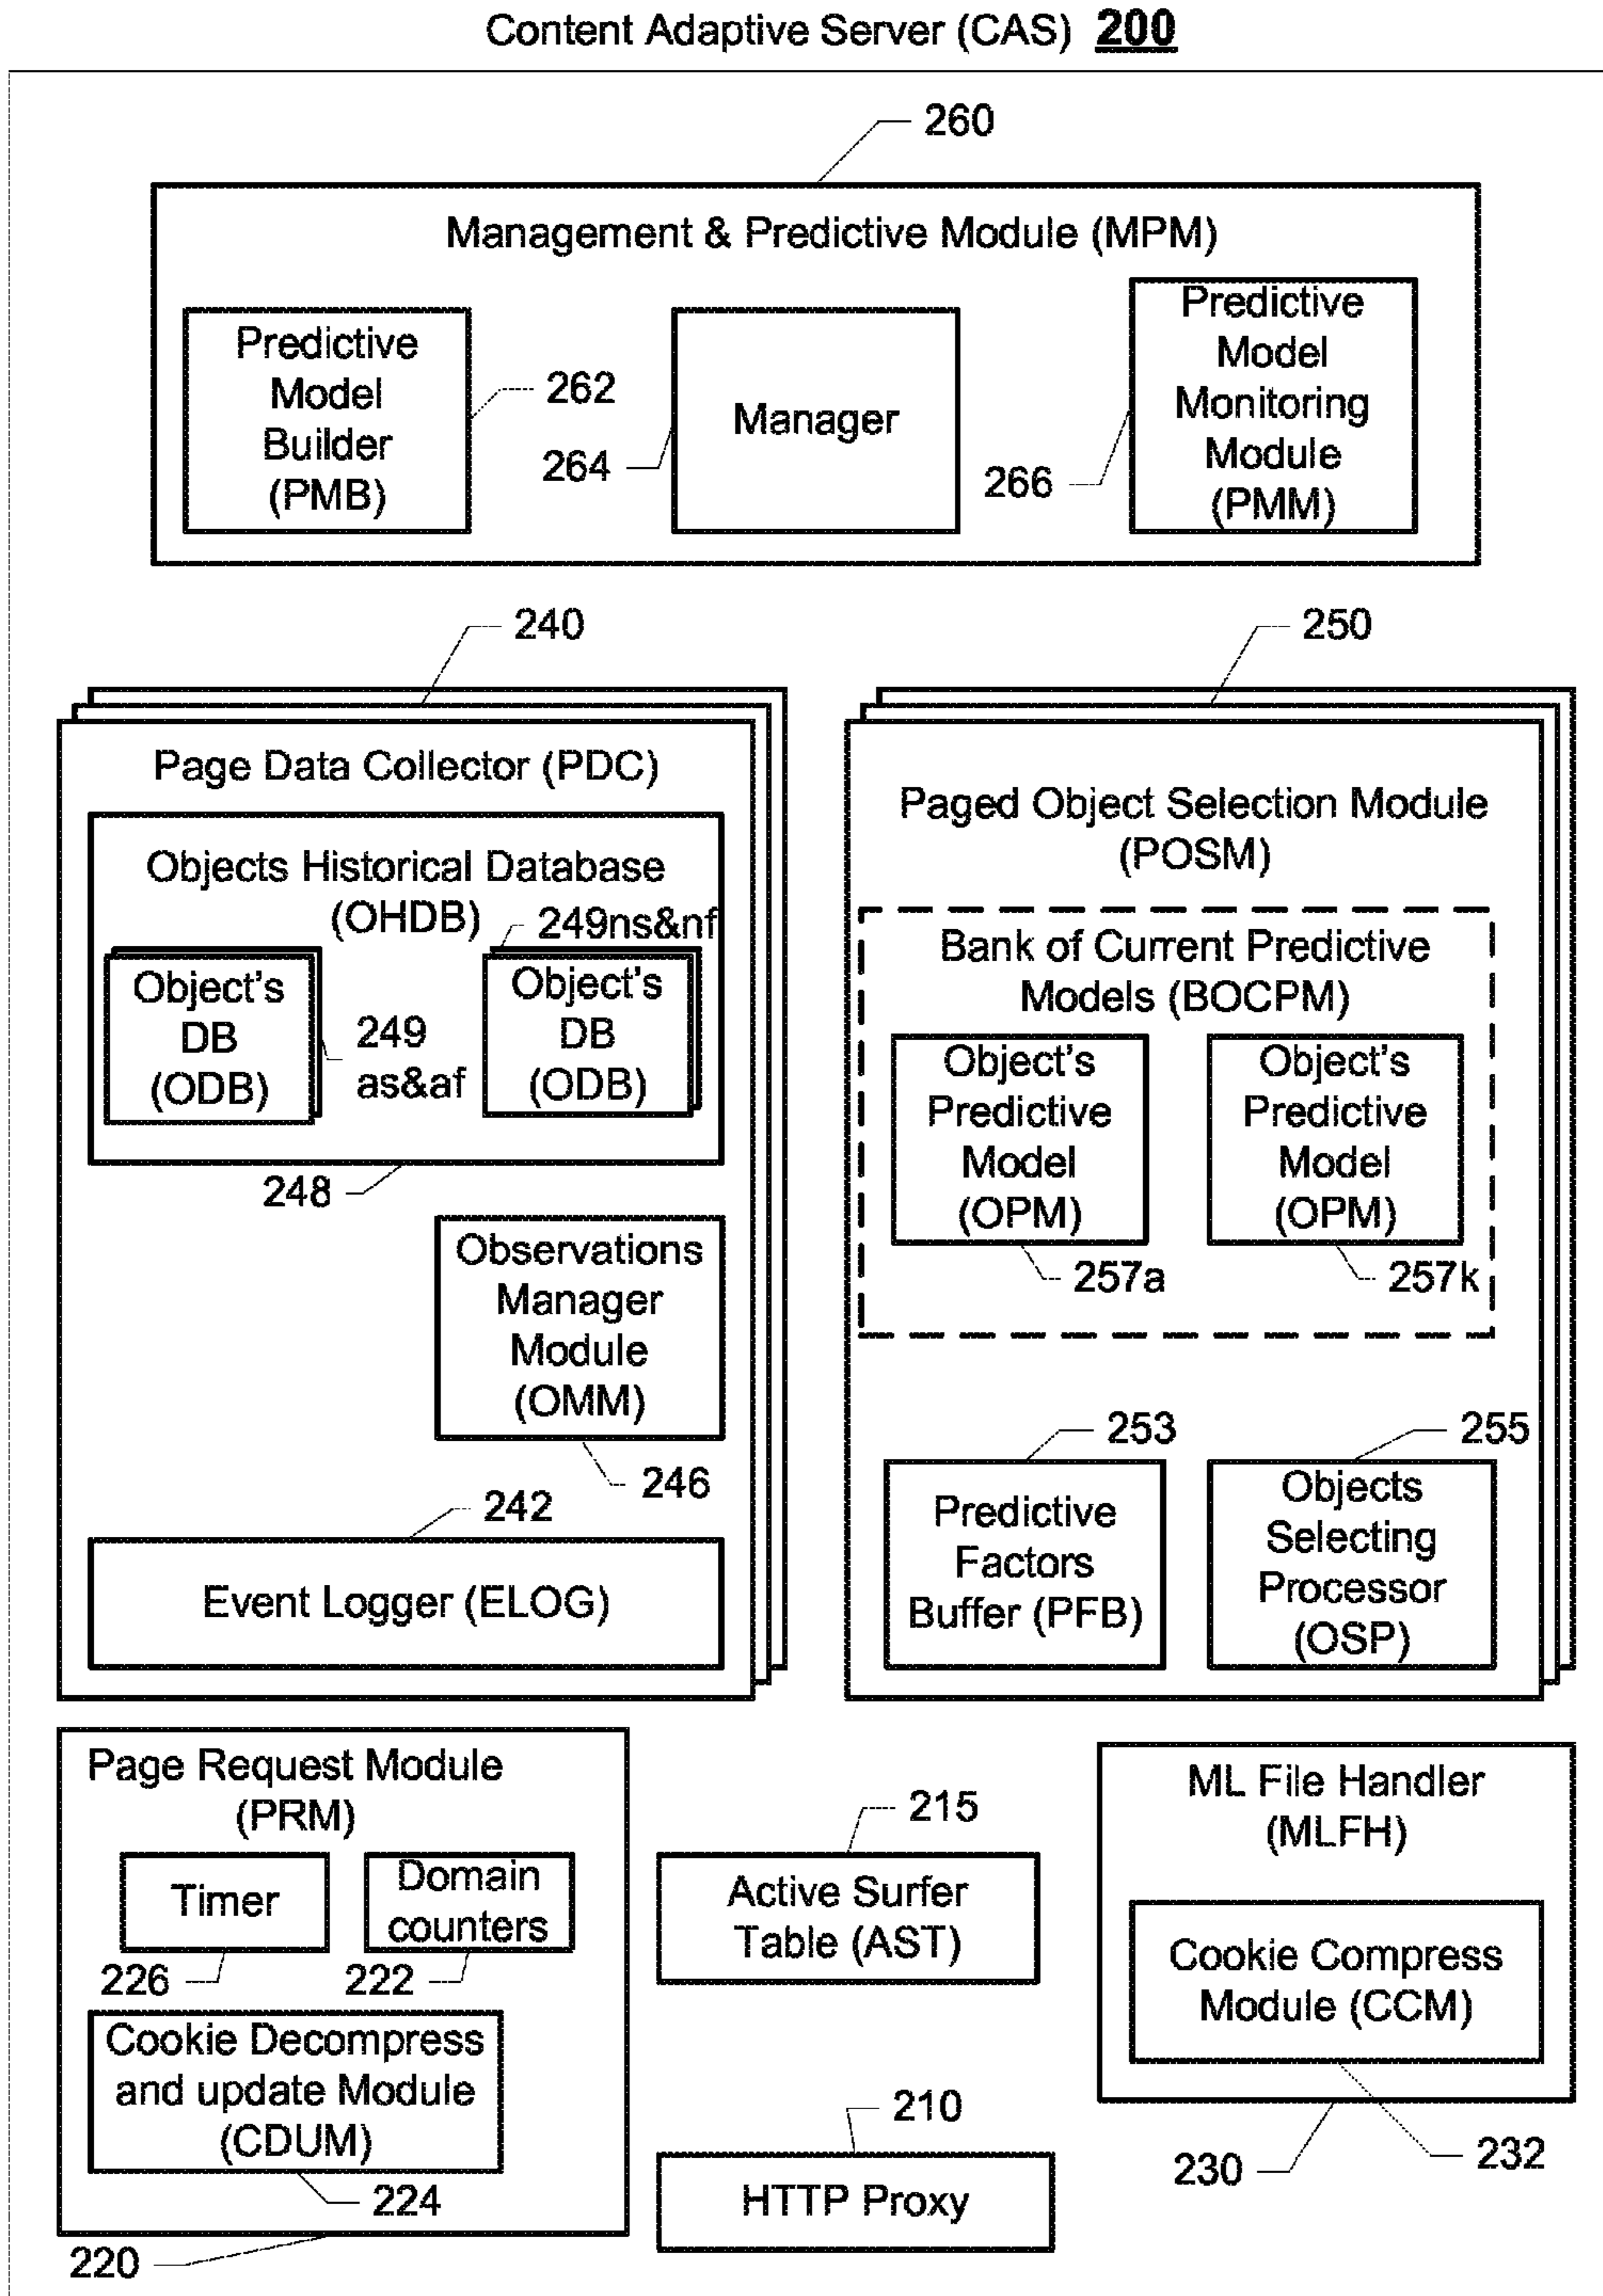 Content Adaptive Server (CAS) 200
260
Management & Predictive Module (MPM)
Predictive
Model
Builder
(PMB)
262
264
Manager
266
Predictive
Model
Monitoring
Module
(PMM)
240
Page Data Collector (PDC)
Objects Historical Database
(OHDB)
249ns&nf
Object's
DB
(ODB)
249
as&af
Object's
DB
(ODB)
248
Observations
Manager
Module
(OMM)
246
242
Event Logger (ELOG)
250
Paged Object Selection Module
(POSM)
Bank of Current Predictive
Models (BOCPM)
Object's
Predictive
Model
(OPM)
257a
Object's
Predictive
Model
(OPM)
257k
253
Predictive
Factors
Buffer (PFB)
255
Objects
Selecting
Processor
(OSP)
Page Request Module
(PRM)
Timer
226
Domain
counters
222
Cookie Decompress
and update Module
(CDUM)
224
220
215
Active Surfer
Table (AST)
210
HTTP Proxy
ML File Handler
(MLFH)
Cookie Compress
Module (CCM)
230
232